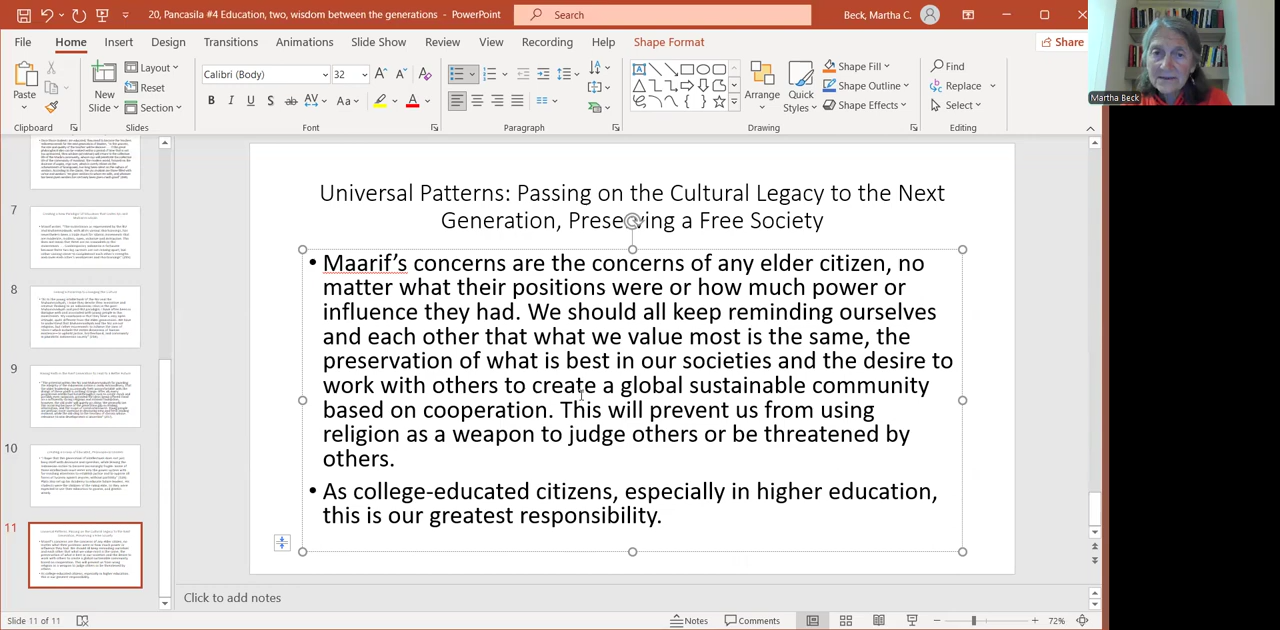 20, Pancasila #4 Education, two, wisdom between the generations - PowerPoint
Search
Beck, Martha C.
File Home Insert Design Transitions Animations Slide Show Review View Recording Help Shape Format
Share
Paste
Clipboard
New
Slide
Layout
Reset
Section
Slides
Calibri (Body) 32
Font
Paragraph
Arrange
Quick
Styles
Shape Fill
Shape Outline
Shape Effects
Drawing
Find
Replace
Select
Editing
Martha Beck
7
8
9
10
11
Universal Patterns: Passing on the Cultural Legacy to the Next
Generation, Preserving a Free Society
• Maarif’s concerns are the concerns of any elder citizen, no
matter what their positions were or how much power or
influence they had. We should all keep reminding ourselves
and each other that what we value most is the same, the
preservation of what is best in our societies and the desire to
work with others to create a global sustainable community
based on cooperation. This will prevent us from using
religion as a weapon to judge others or be threatened by
others.
• As college-educated citizens, especially in higher education,
this is our greatest responsibility.
Click to add notes
Slide 11 of 11
Notes
Comments
72%